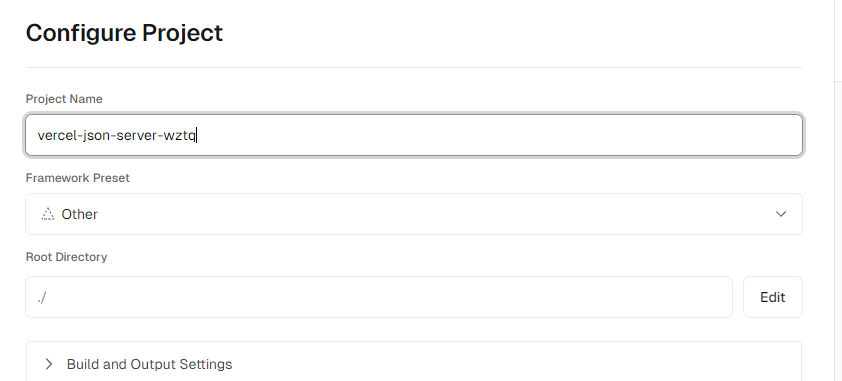 Configure Project
Project Name
vercel-json-server-wztq
Framework Preset
Other
Root Directory
./
Edit
Build and Output Settings